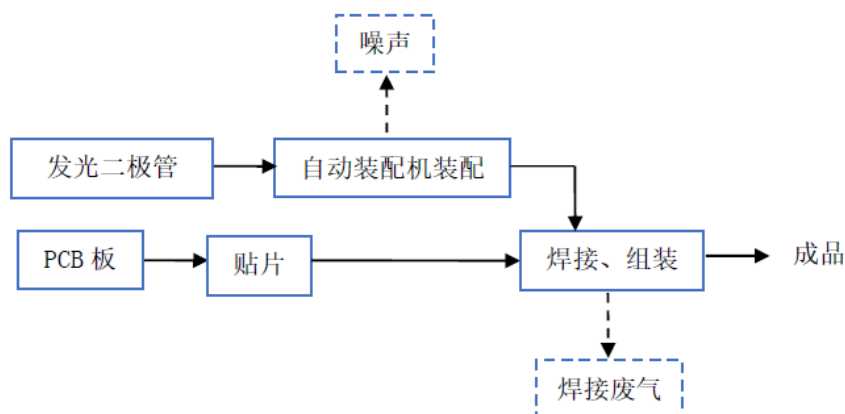 噪声
发光二极管
自动装配机装配
PCB 板
贴片
焊接、组装
成品
焊接废气